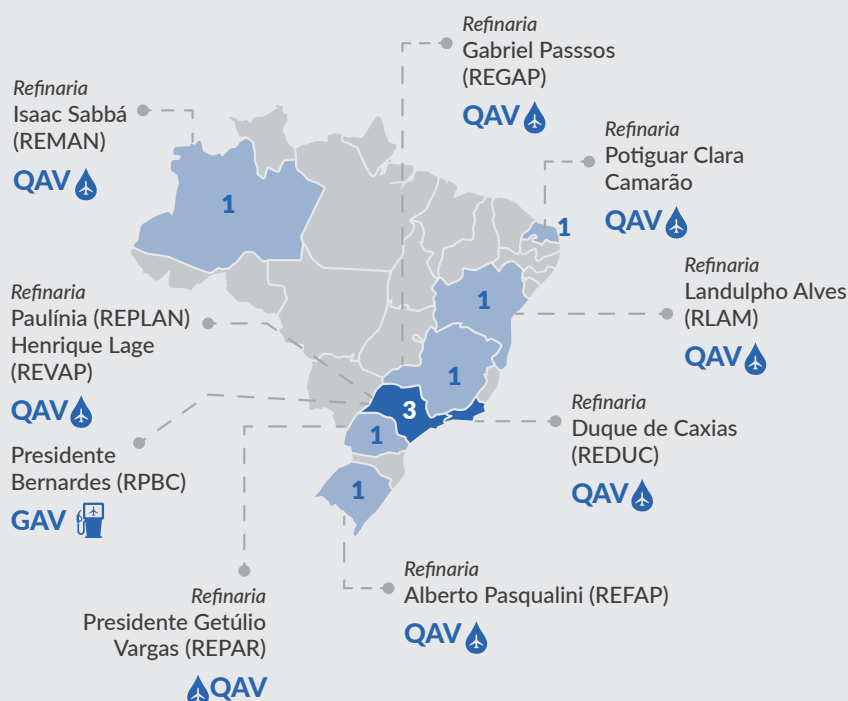 Refinaria
Gabriel Passsos
(REGAP)
QAV
Refinaria
Isaac Sabbá
(REMAN)
QAV
Refinaria
Potiguar Clara
Camarão
QAV
1
1
Refinaria
Landulpho Alves
(RLAM)
QAV
1
Refinaria
Paulínia (REPLAN)
Henrique Lage
(REVAP)
QAV
1
3
1
Refinaria
Duque de Caxias
(REDUC)
QAV
Presidente
Bernardes (RPBC)
GAV
1
Refinaria
Alberto Pasqualini (REFAP)
QAV
Refinaria
Presidente Getúlio
Vargas (REPAR)
QAV